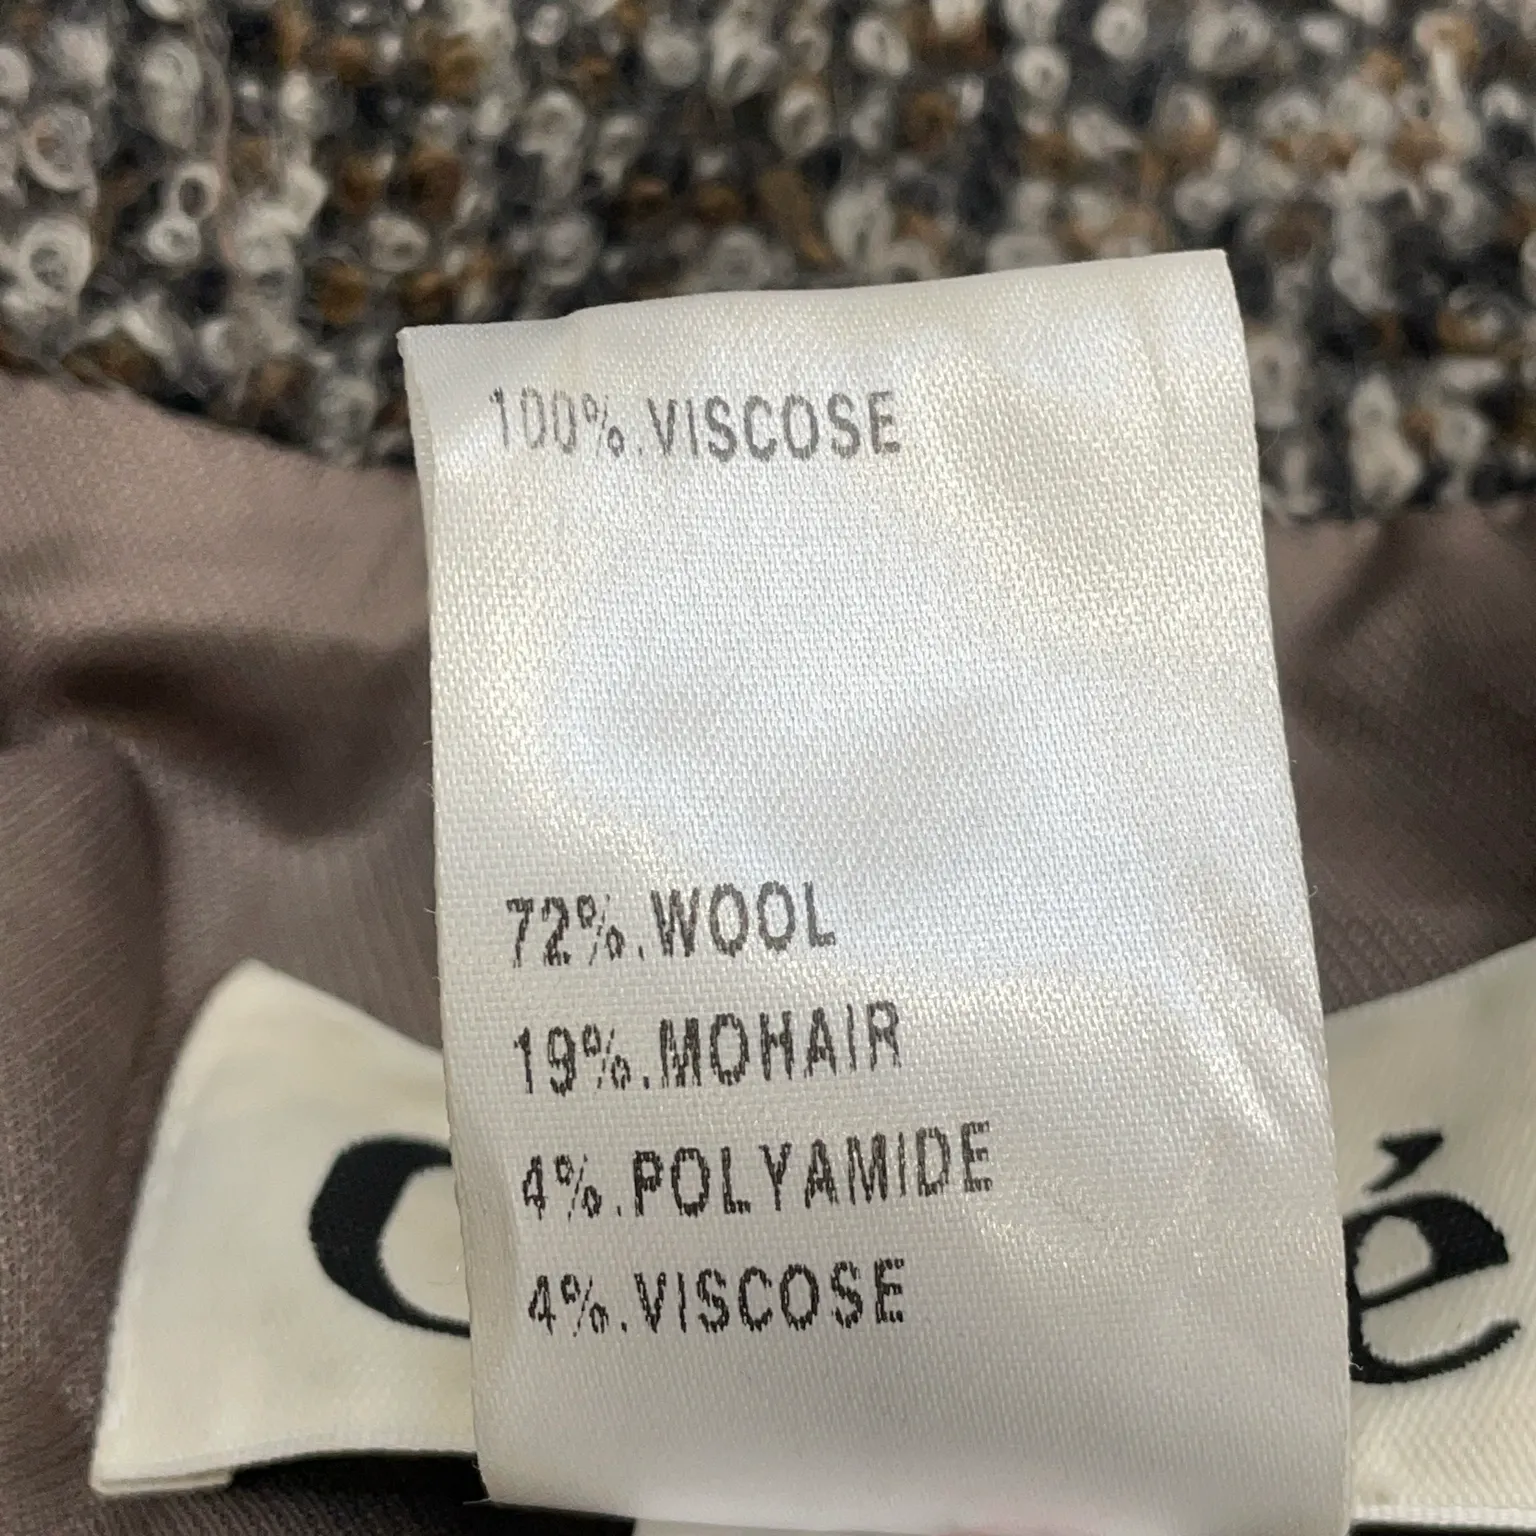 100%.VISCOSE
72%.WOOL
19%.MOHAIR
4%.POLYAMIDE
4%.VISCOSE